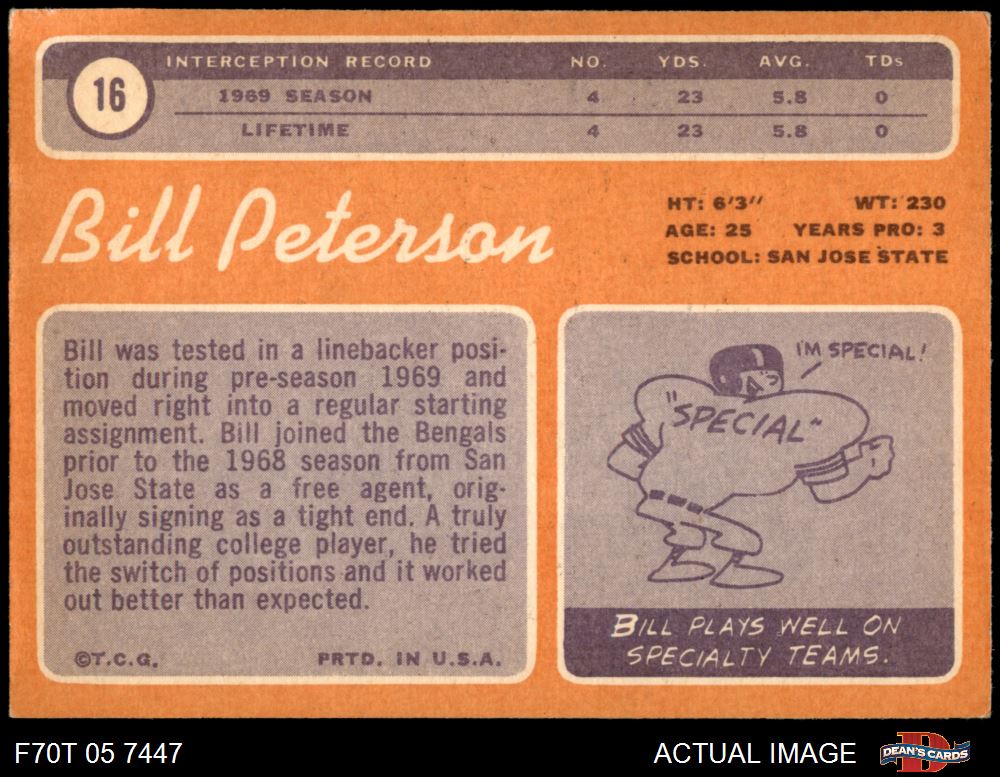 16
INTERCEPTION RECORD NO. YDS. AVG. TDs
1969 SEASON 4 23 5.8 0
LIFETIME 4 23 5.8 0
Bill Peterson
HT: 6'3" WT: 230
AGE: 25 YEARS PRO: 3
SCHOOL: SAN JOSE STATE
Bill was tested in a linebacker posi-
tion during pre-season 1969 and
moved right into a regular starting
assignment. Bill joined the Bengals
prior to the 1968 season from San
Jose State as a free agent, orig-
inally signing as a tight end. A truly
outstanding college player, he tried
the switch of positions and it worked
out better than expected.
©T.C.G. PRTD. IN U.S.A.
I'M SPECIAL!
"SPECIAL"
BILL PLAYS WELL ON
SPECIALTY TEAMS.
F70T 05 7447
ACTUAL IMAGE
DEAN'S CARDS